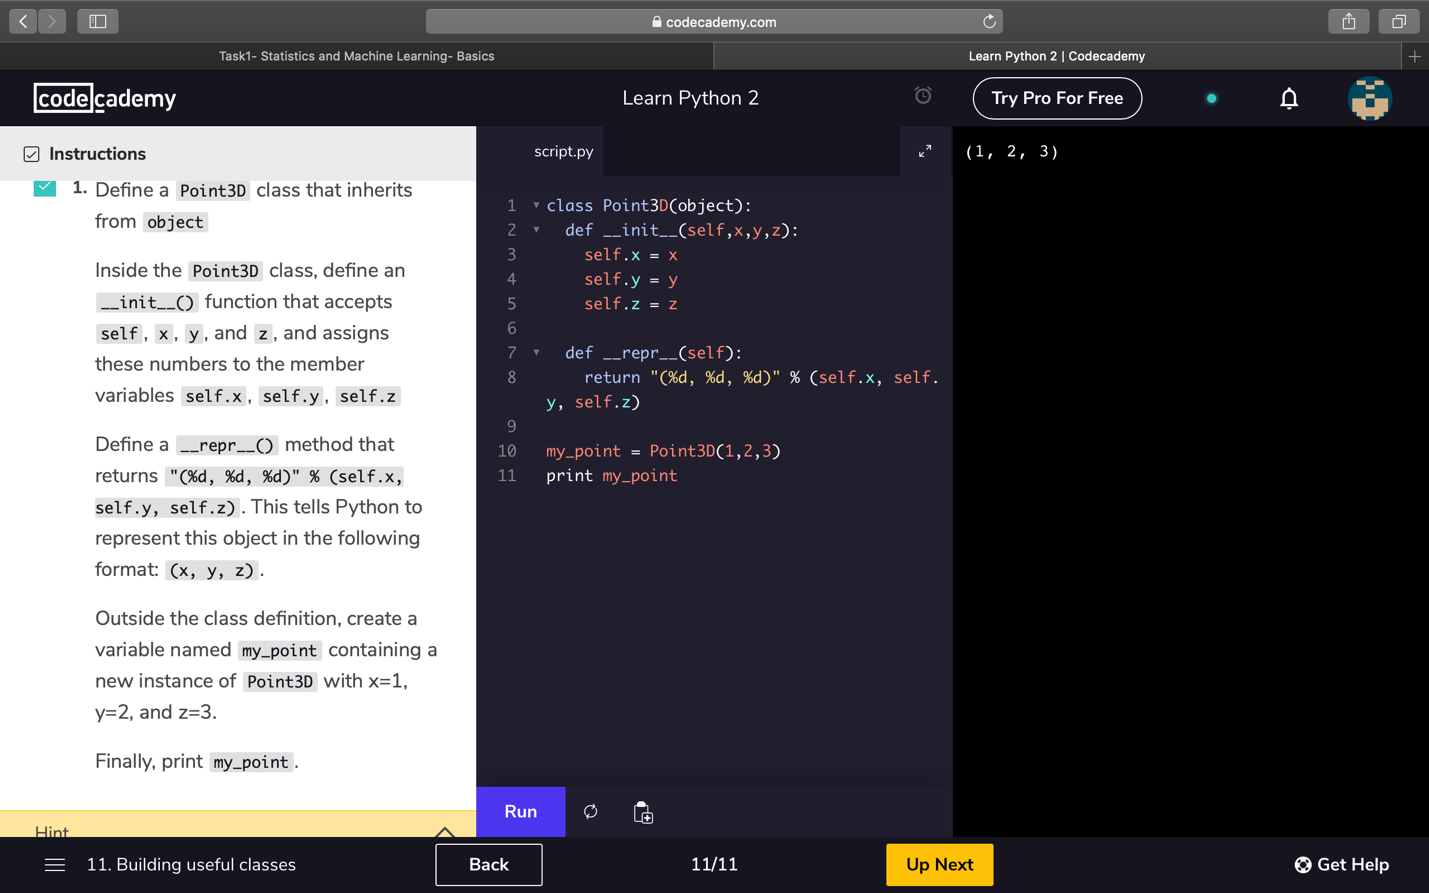 codecademy.com
Task1- Statistics and Machine Learning- Basics
Learn Python 2 | Codecademy
codecademy
Learn Python 2
Try Pro For Free
Instructions
1. Define a Point3D class that inherits
from object
Inside the Point3D class, define an
__init__() function that accepts
self, x, y, and z, and assigns
these numbers to the member
variables self.x, self.y, self.z
Define a __repr__() method that
returns "(%d, %d, %d)" % (self.x,
self.y, self.z). This tells Python to
represent this object in the following
format: (x, y, z).
Outside the class definition, create a
variable named my_point containing a
new instance of Point3D with x=1,
y=2, and z=3.
Finally, print my_point.
Hint
script.py
1 class Point3D(object):
2 def __init__(self,x,y,z):
3 self.x = x
4 self.y = y
5 self.z = z
6
7 def __repr__(self):
8 return "(%d, %d, %d)" % (self.x, self.
y, self.z)
9
10 my_point = Point3D(1,2,3)
11 print my_point
Run
(1, 2, 3)
11. Building useful classes
Back
11/11
Up Next
Get Help